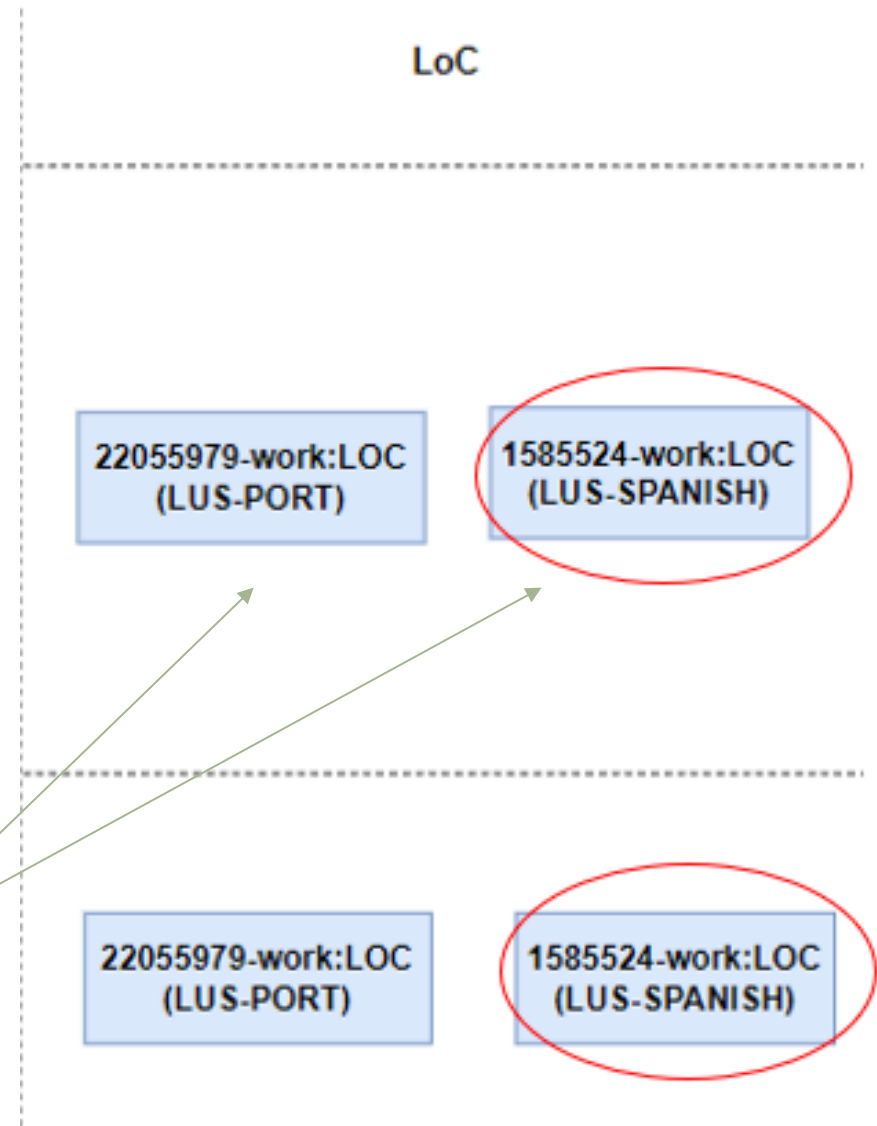 LoC
22055979-work:LOC
(LUS-PORT)
1585524-work:LOC
(LUS-SPANISH)
22055979-work:LOC
(LUS-PORT)
1585524-work:LOC
(LUS-SPANISH)